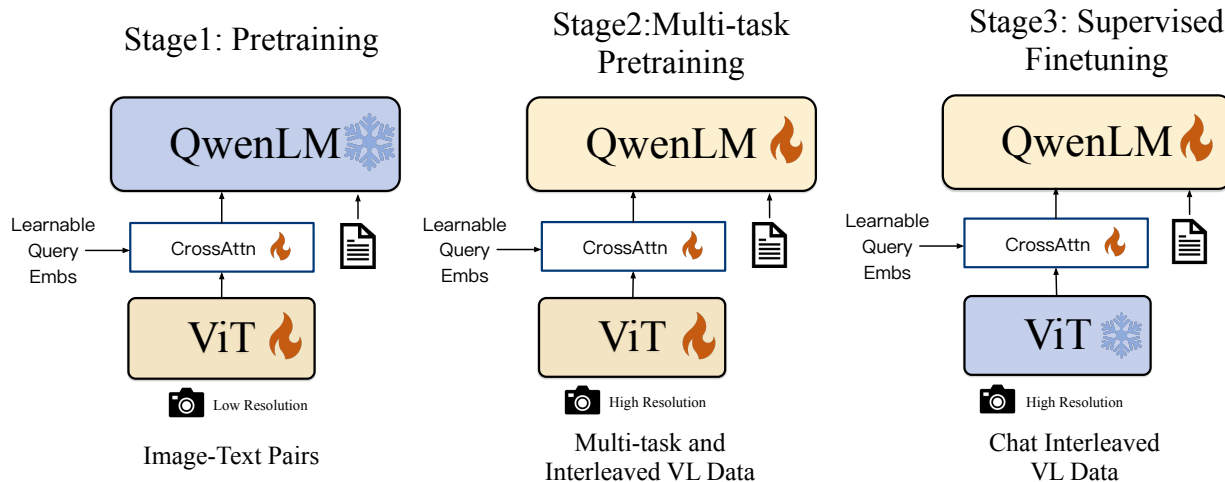 Stage1: Pretraining
QwenLM
Learnable
Query
Embs
CrossAttn
ViT
Low Resolution
Image-Text Pairs
Stage2:Multi-task
Pretraining
QwenLM
Learnable
Query
Embs
CrossAttn
ViT
High Resolution
Multi-task and
Interleaved VL Data
Stage3: Supervised
Finetuning
QwenLM
Learnable
Query
Embs
CrossAttn
ViT
High Resolution
Chat Interleaved
VL Data